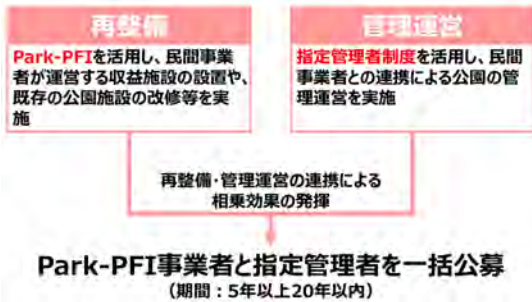 再整備
Park-PFIを活用し、民間事業
者が運営する収益施設の設置や、
既存の公園施設の改修等を実
施
管理運営
指定管理者制度を活用し、民間
事業者との連携による公園の管
理運営を実施
再整備・管理運営の連携による
相乗効果の発揮
Park-PFI事業者と指定管理者を一括公募
(期間：5年以上20年以内)